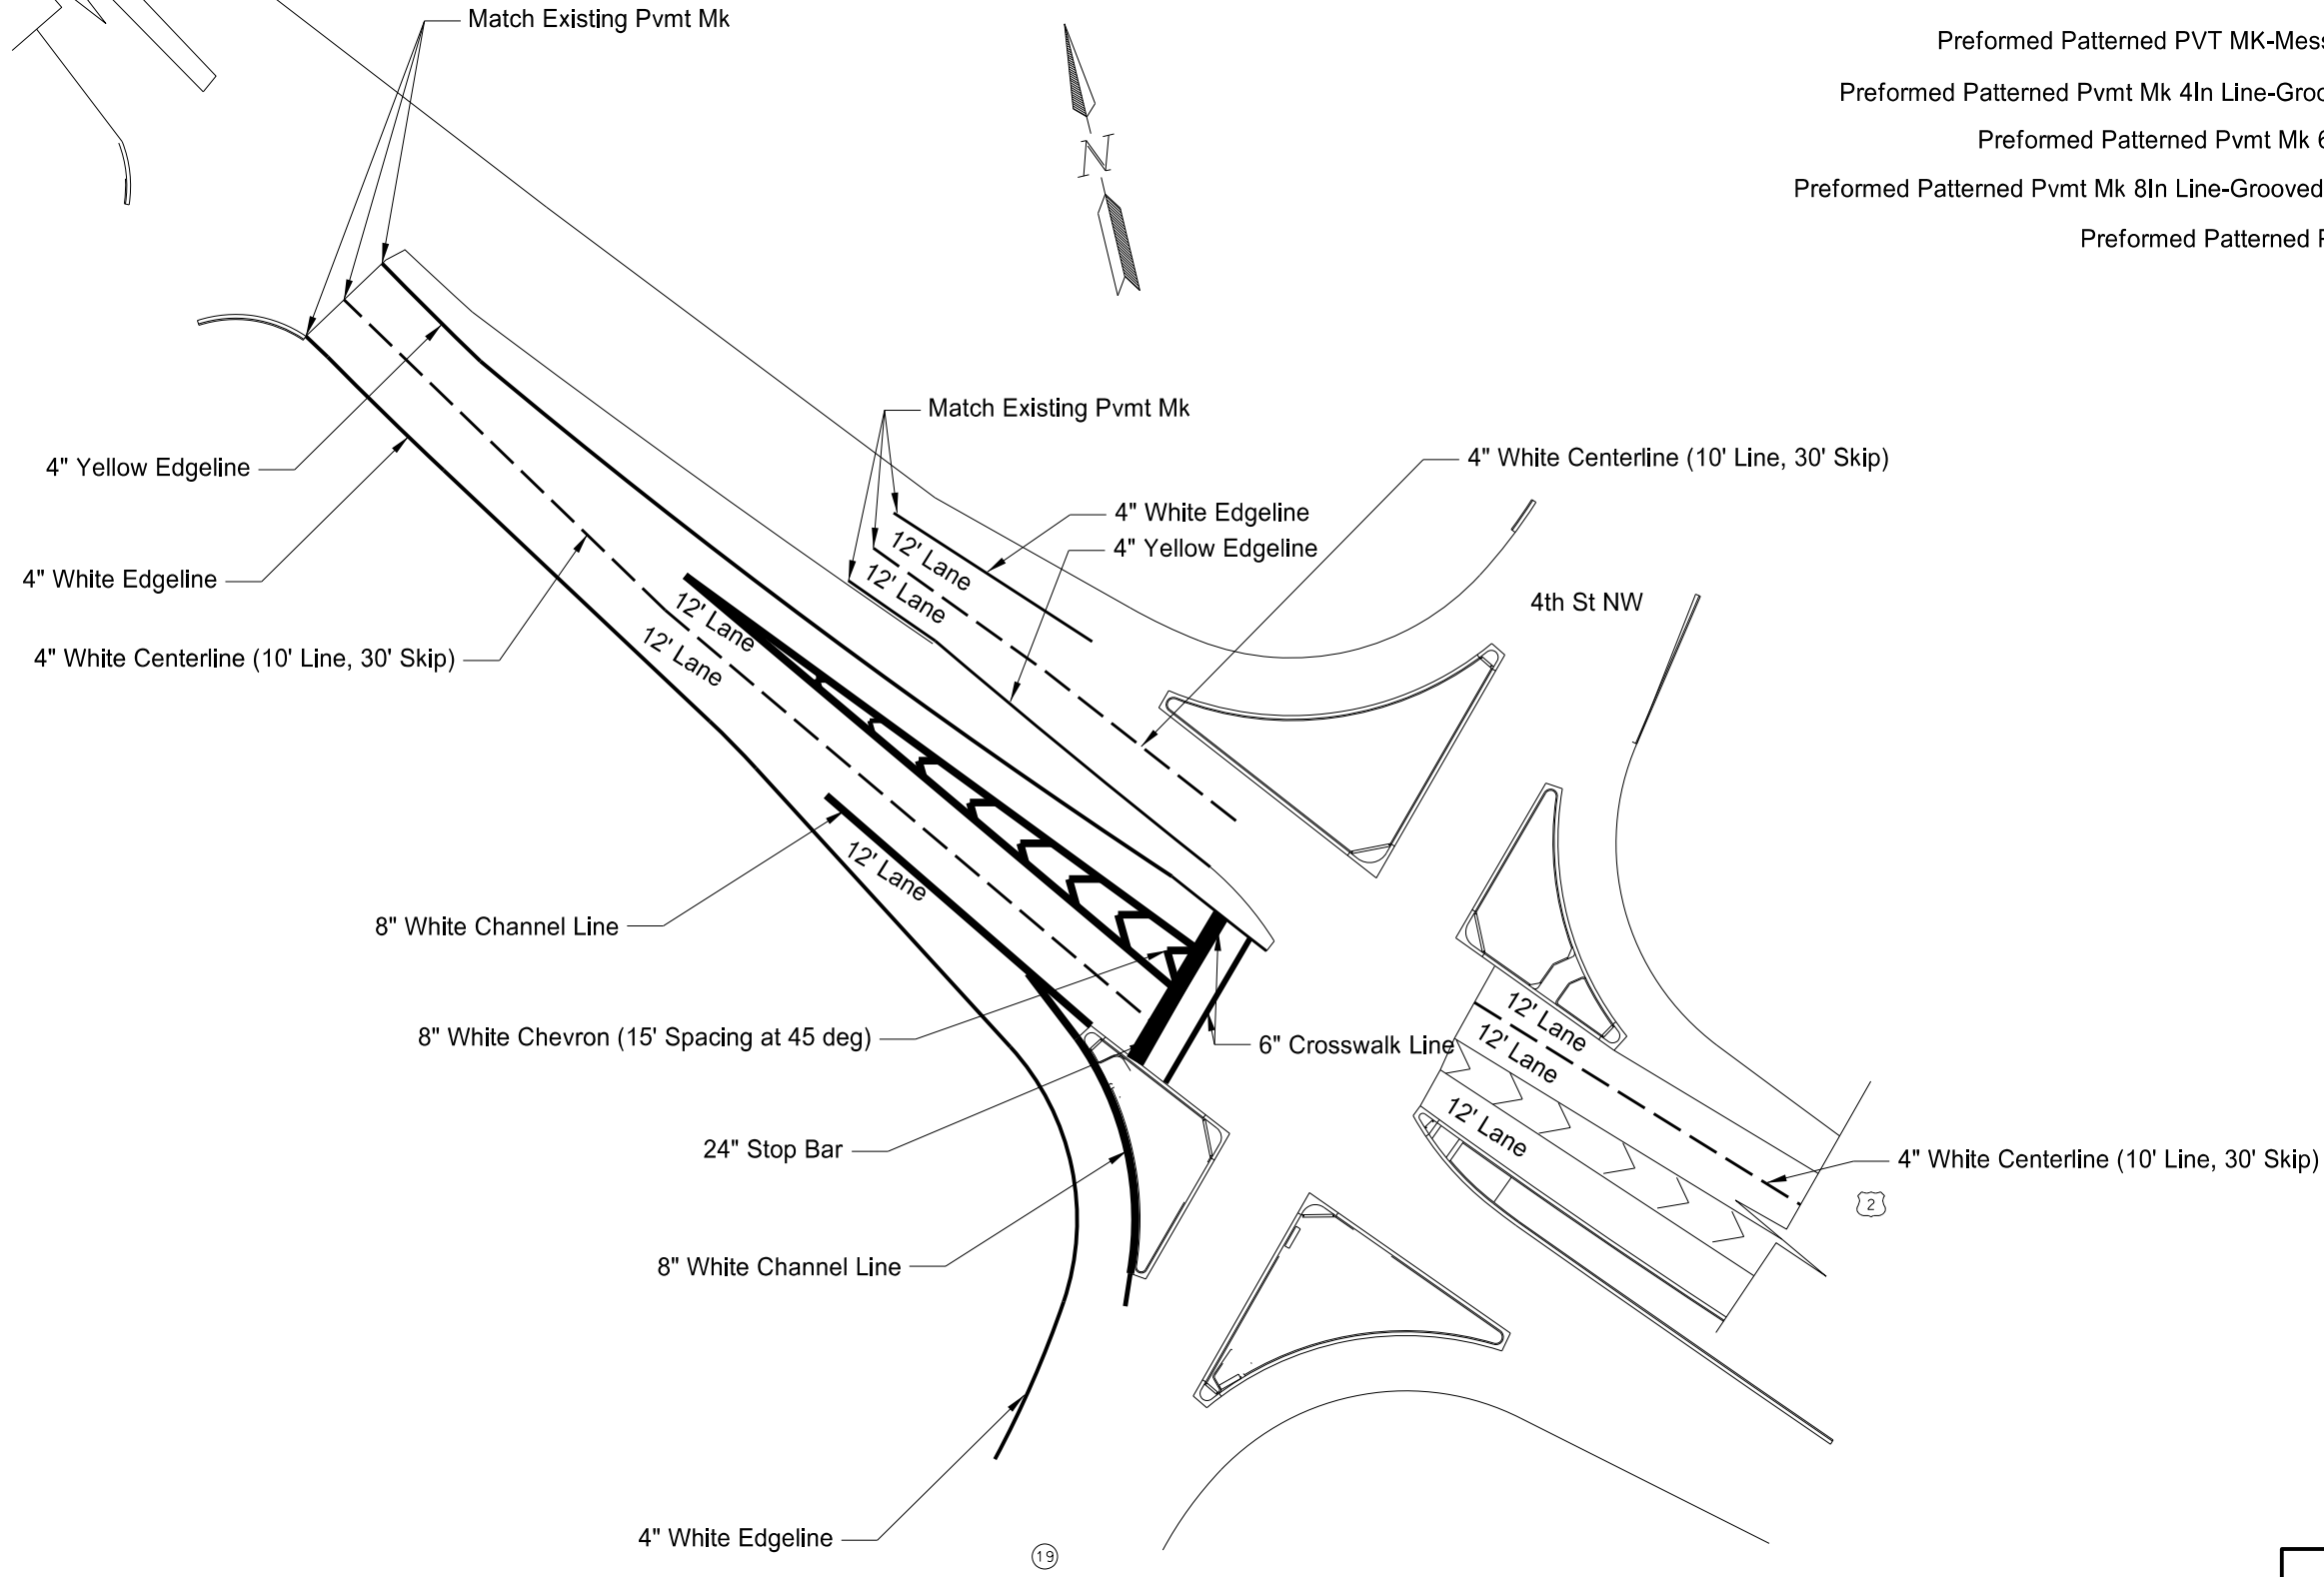 Match Existing Pvmt Mk
Preformed Patterned PVT MK-Mess
Preformed Patterned Pvmt Mk 4In Line-Groo
Preformed Patterned Pvmt Mk 6
Preformed Patterned Pvmt Mk 8In Line-Grooved
Preformed Patterned P
N
Match Existing Pvmt Mk
4" White Centerline (10' Line, 30' Skip)
4" Yellow Edgeline
4" White Edgeline
4" Yellow Edgeline
12' Lane
12' Lane
4" White Edgeline
4th St NW
12' Lane
12' Lane
4" White Centerline (10' Line, 30' Skip)
12' Lane
8" White Channel Line
8" White Chevron (15' Spacing at 45 deg)
6" Crosswalk Line
12' Lane
12' Lane
12' Lane
24" Stop Bar
4" White Centerline (10' Line, 30' Skip)
2
8" White Channel Line
4" White Edgeline
19